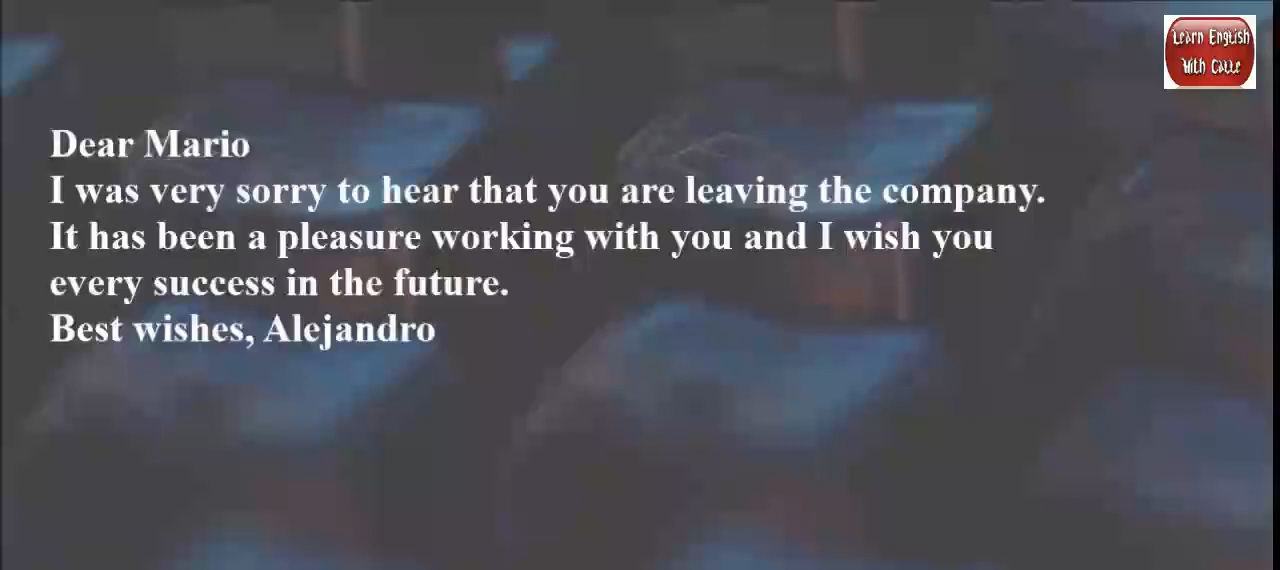 Learn English
With Catle
Dear Mario
I was very sorry to hear that you are leaving the company.
It has been a pleasure working with you and I wish you
every success in the future.
Best wishes, Alejandro